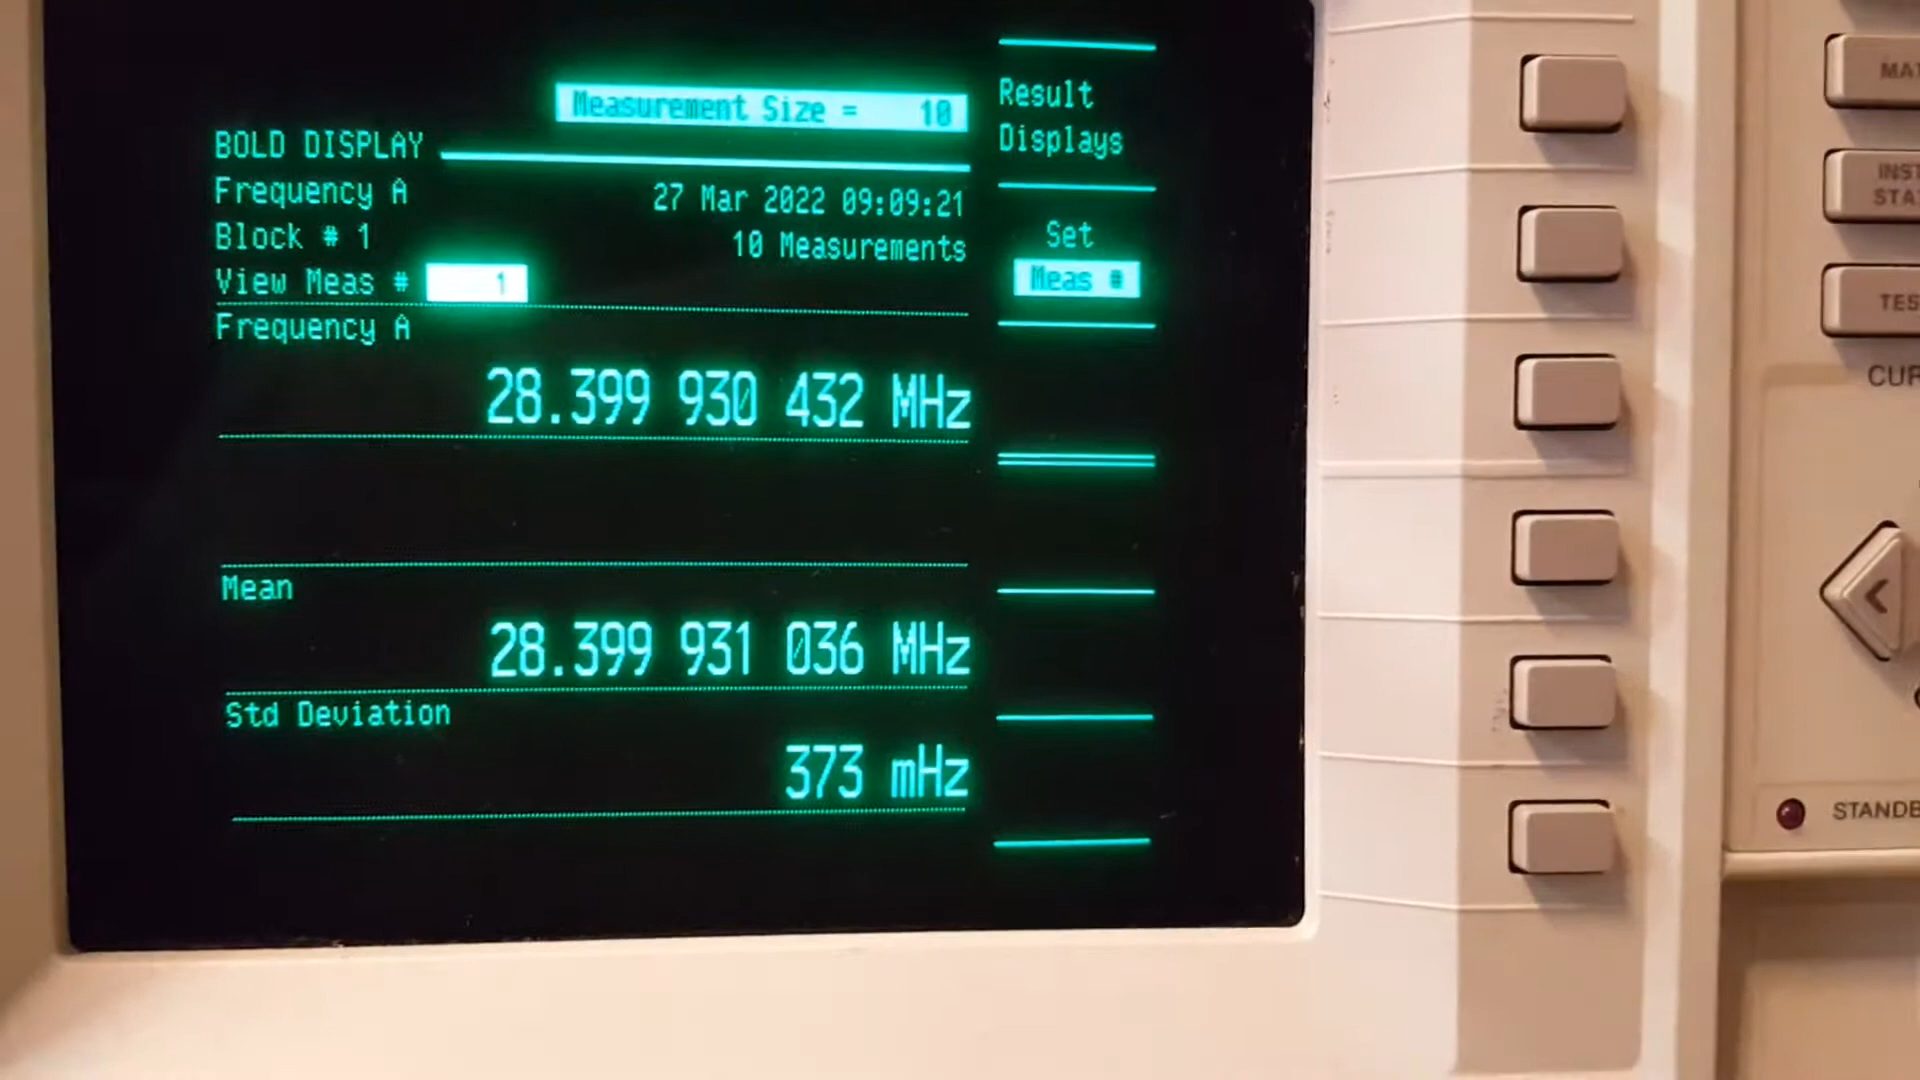 Measurement Size = 10
BOLD DISPLAY
Frequency A 27 Mar 2022 09:09:21
Block # 1 10 Measurements
View Meas # 1
Frequency A
28.399 930 432 MHz
Mean
28.399 931 036 MHz
Std Deviation
373 mHz
Result
Displays
Set
Meas #
<